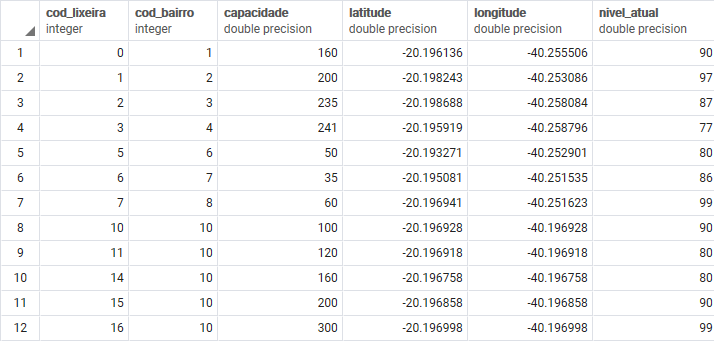 cod_lixeira cod_bairro capacidade latitude longitude nivel_atual
integer integer double precision double precision double precision double precision
1 0 1 160 -20.196136 -40.255506 90
2 1 2 200 -20.198243 -40.253086 97
3 2 3 235 -20.198688 -40.258084 87
4 3 4 241 -20.195919 -40.258796 77
5 5 6 50 -20.193271 -40.252901 80
6 6 7 35 -20.195081 -40.251535 86
7 7 8 60 -20.196941 -40.251623 99
8 10 10 100 -20.196928 -40.196928 90
9 11 10 120 -20.196918 -40.196918 80
10 14 10 160 -20.196758 -40.196758 80
11 15 10 200 -20.196858 -40.196858 90
12 16 10 300 -20.196998 -40.196998 99